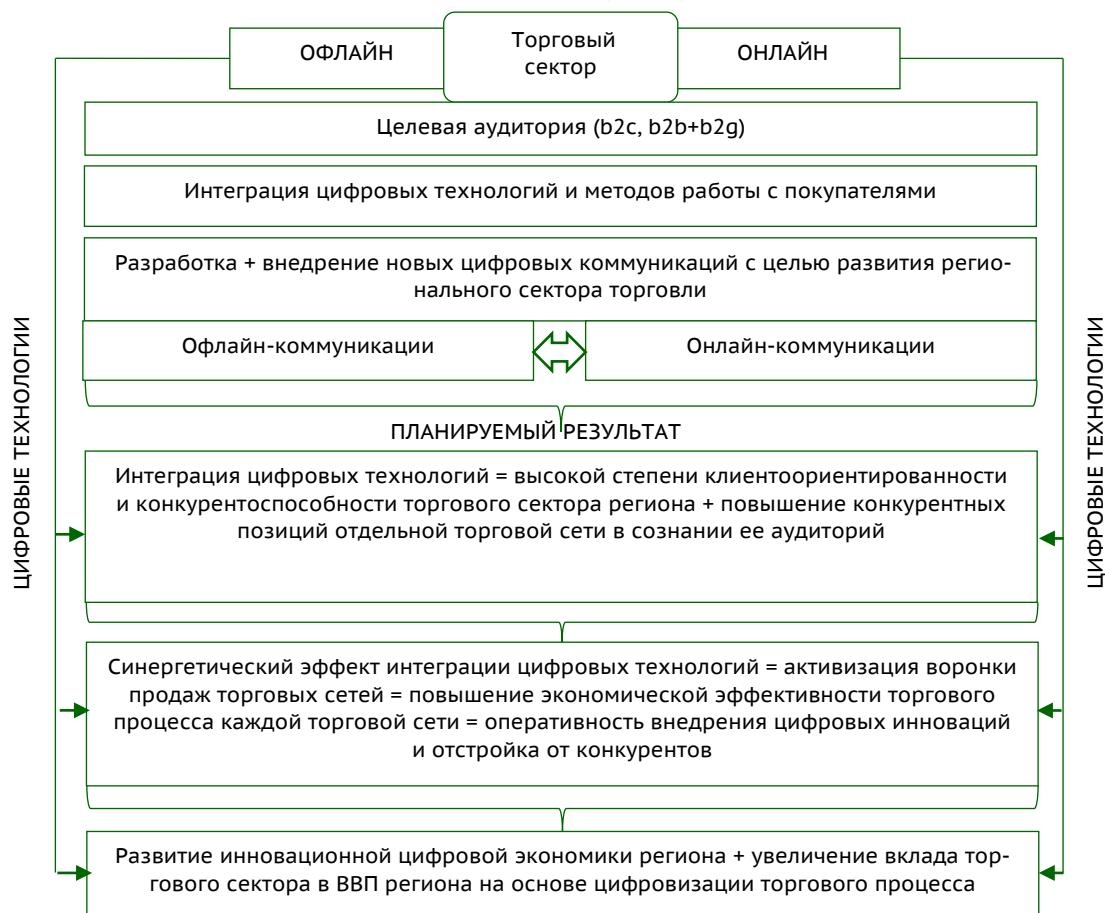 ОФЛАЙН
Торговый
сектор
ОНЛАЙН
Целевая аудитория (b2c, b2b+b2g)
Интеграция цифровых технологий и методов работы с покупателями
Разработка + внедрение новых цифровых коммуникаций с целью развития реги-
онального сектора торговли
Офлайн-коммуникации
Онлайн-коммуникации
ПЛАНИРУЕМЫЙ РЕЗУЛЬТАТ
Интеграция цифровых технологий = высокой степени клиентоориентированности
и конкурентоспособности торгового сектора региона + повышение конкурентных
позиций отдельной торговой сети в сознании ее аудиторий
Синергетический эффект интеграции цифровых технологий = активизация воронки
продаж торговых сетей = повышение экономической эффективности торгового
процесса каждой торговой сети = оперативность внедрения цифровых инноваций
и отстройка от конкурентов
Развитие инновационной цифровой экономики региона + увеличение вклада тор-
гового сектора в ВВП региона на основе цифровизации торгового процесса
ЦИФРОВЫЕ ТЕХНОЛОГИИ
ЦИФРОВЫЕ ТЕХНОЛОГИИ